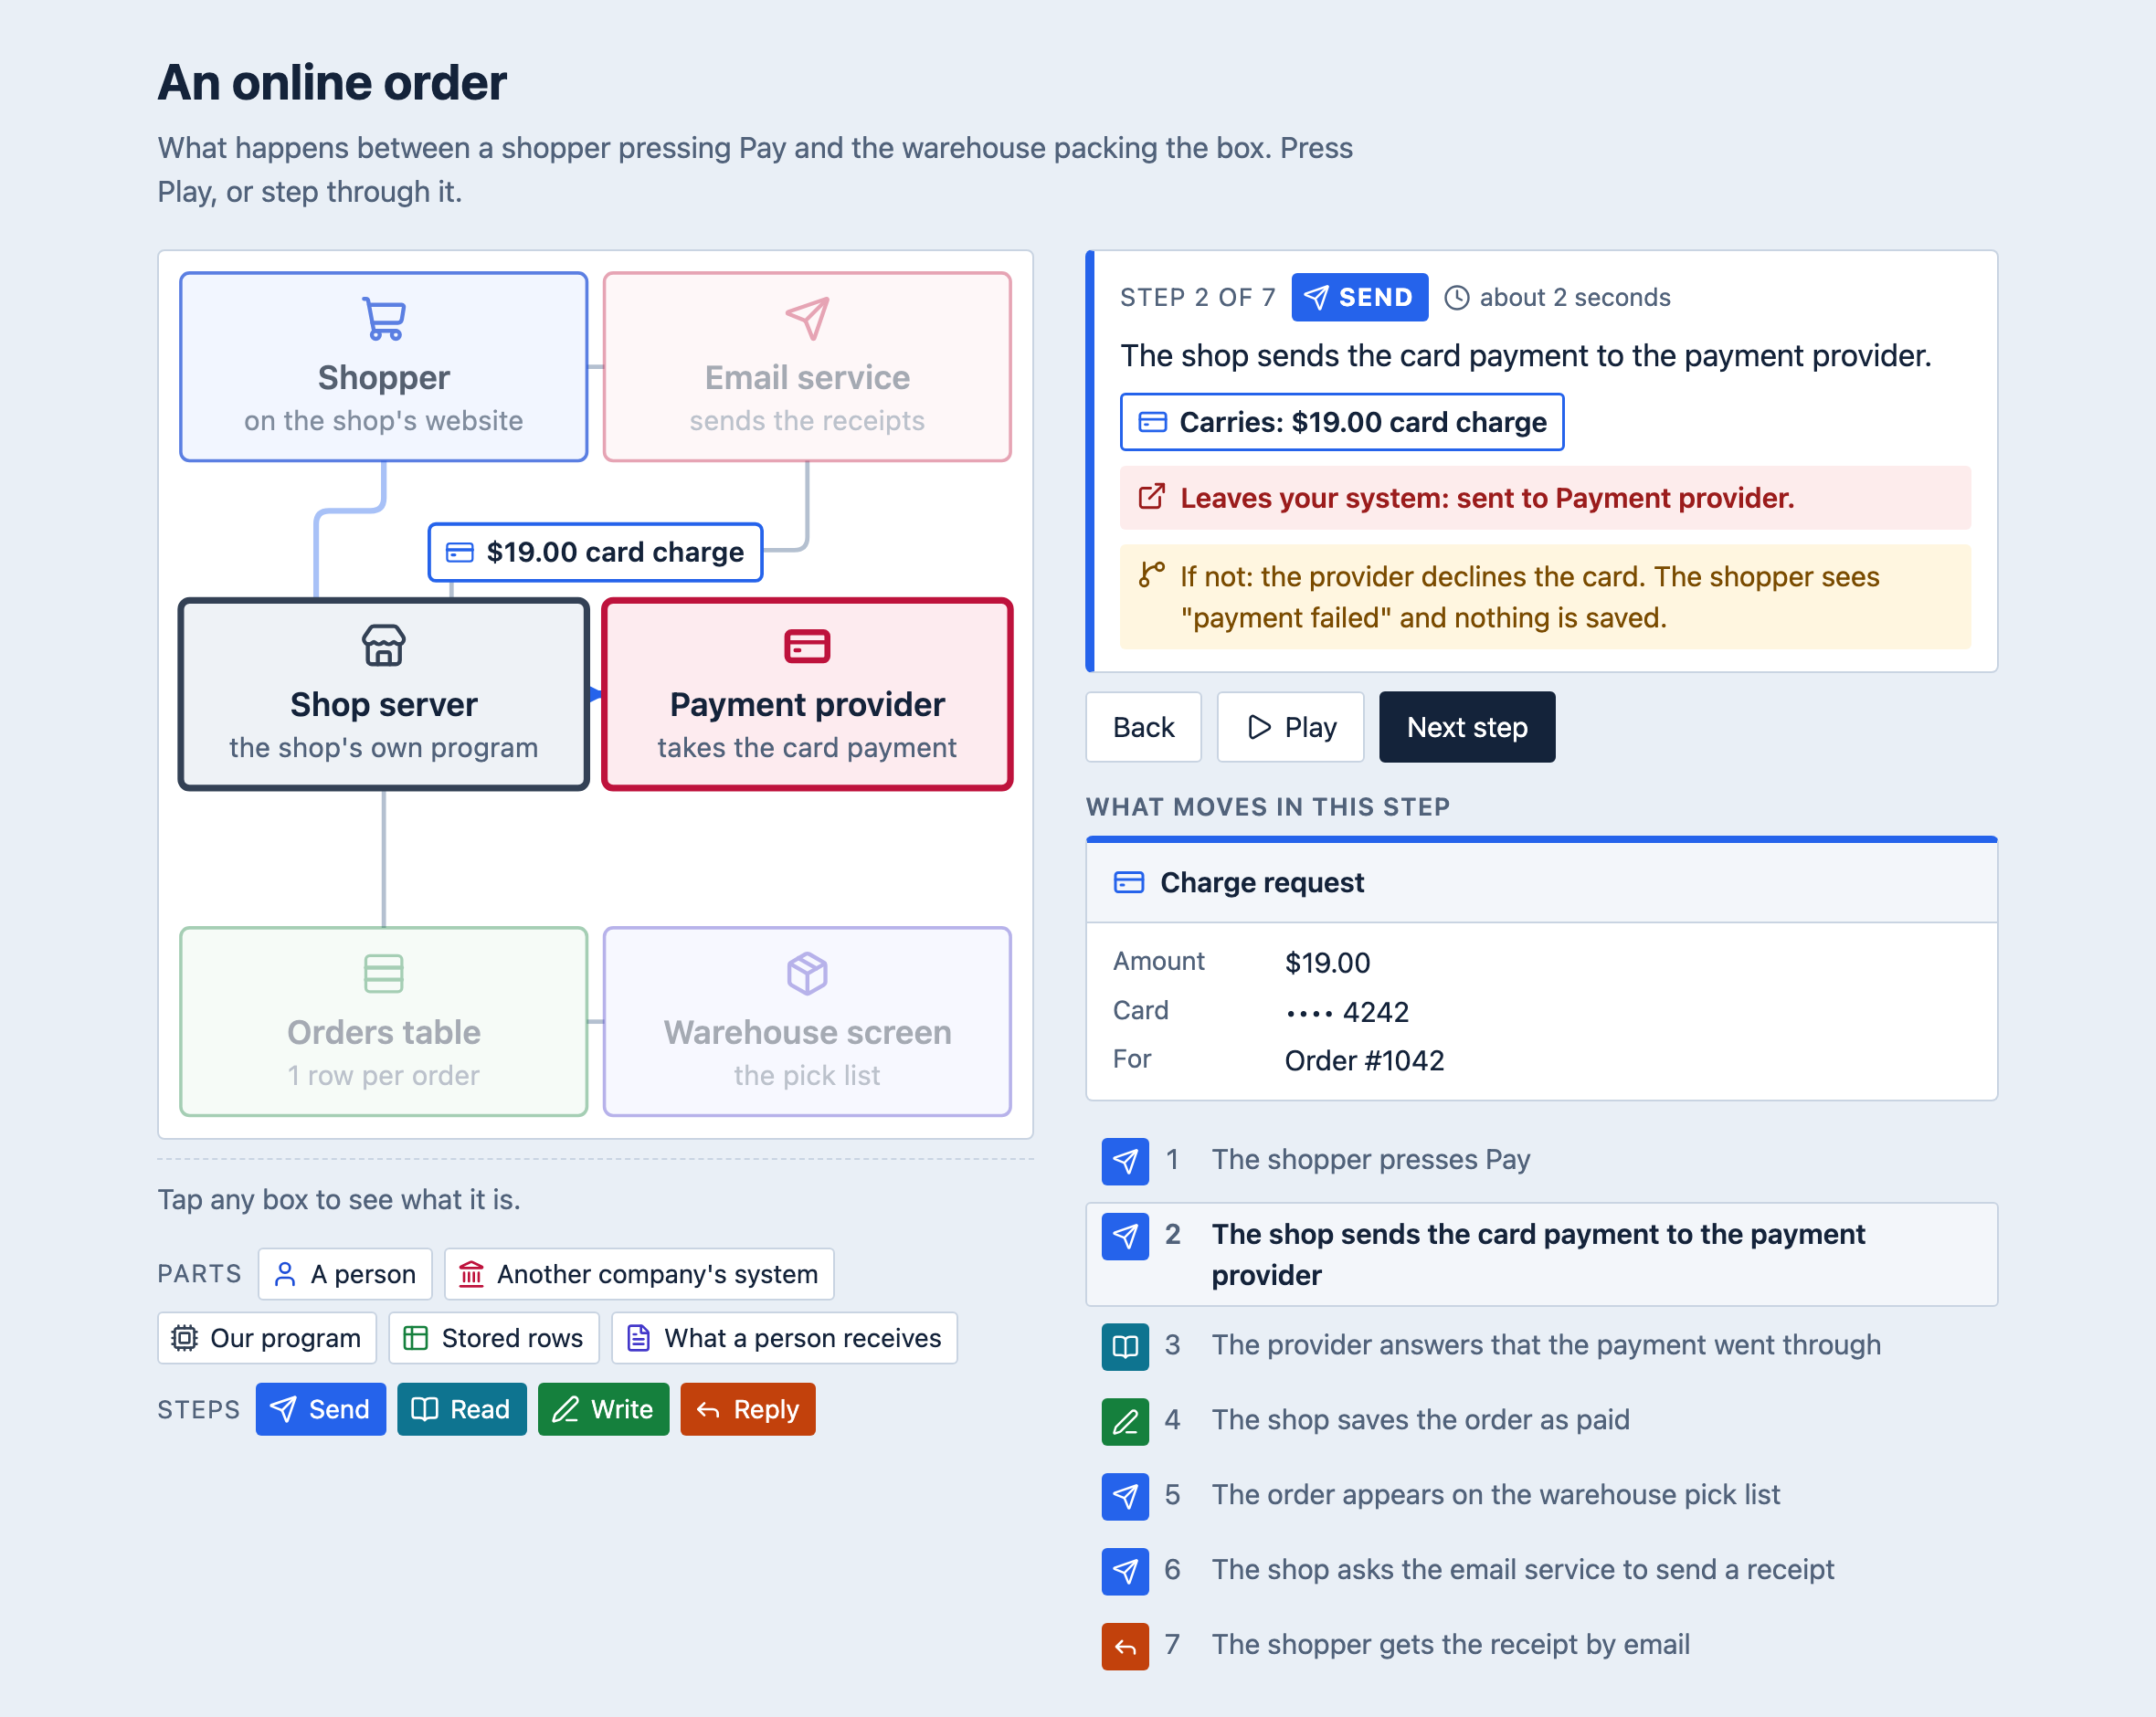 An online order
What happens between a shopper pressing Pay and the warehouse packing the box. Press
Play, or step through it.
Shopper
on the shop's website
Email service
sends the receipts
$19.00 card charge
Shop server
the shop's own program
Payment provider
takes the card payment
Orders table
1 row per order
Warehouse screen
the pick list
Tap any box to see what it is.
PARTS A person Another company's system
Our program Stored rows What a person receives
STEPS Send Read Write Reply
STEP 2 OF 7 SEND about 2 seconds
The shop sends the card payment to the payment provider.
Carries: $19.00 card charge
Leaves your system: sent to Payment provider.
If not: the provider declines the card. The shopper sees
"payment failed" and nothing is saved.
Back Play Next step
WHAT MOVES IN THIS STEP
Charge request
Amount $19.00
Card •••• 4242
For Order #1042
1 The shopper presses Pay
2 The shop sends the card payment to the payment
provider
3 The provider answers that the payment went through
4 The shop saves the order as paid
5 The order appears on the warehouse pick list
6 The shop asks the email service to send a receipt
7 The shopper gets the receipt by email